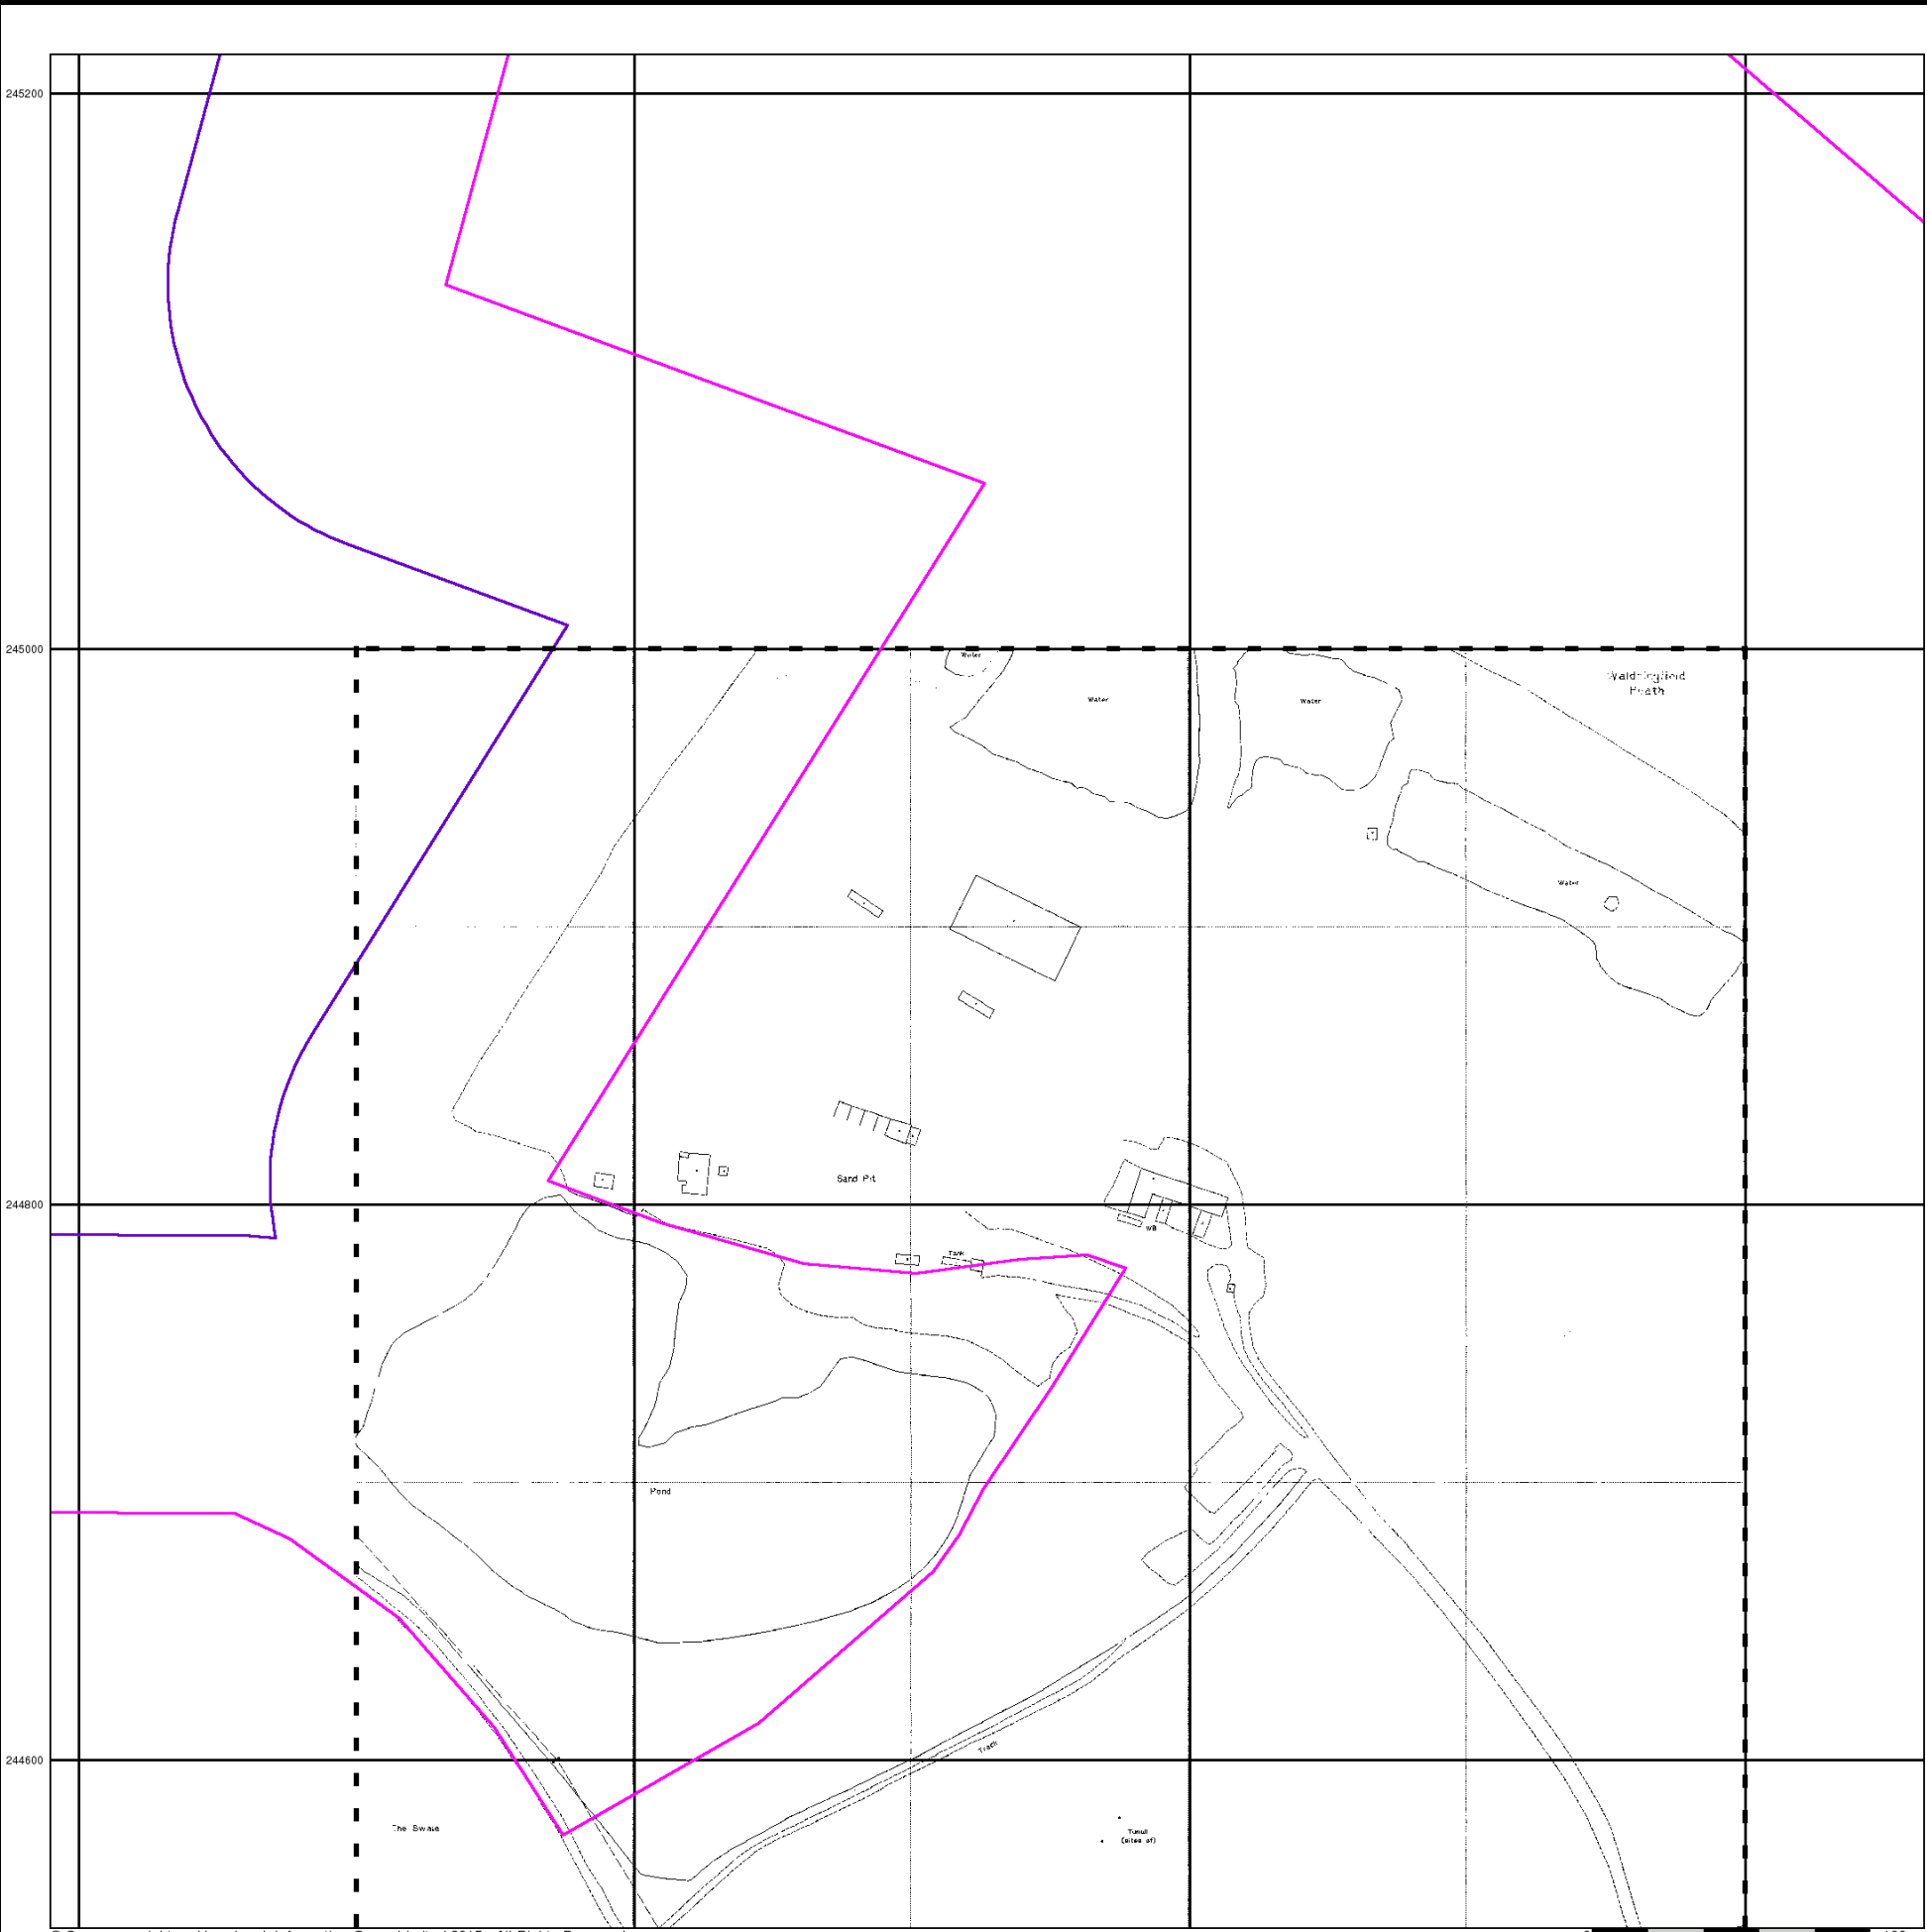 245200
245000
Water
Water
Water
Heath
Water
Sand Pit
244800
WB
Tank
Pond
244600
Track
The Swale
Tumuli
(sites of)